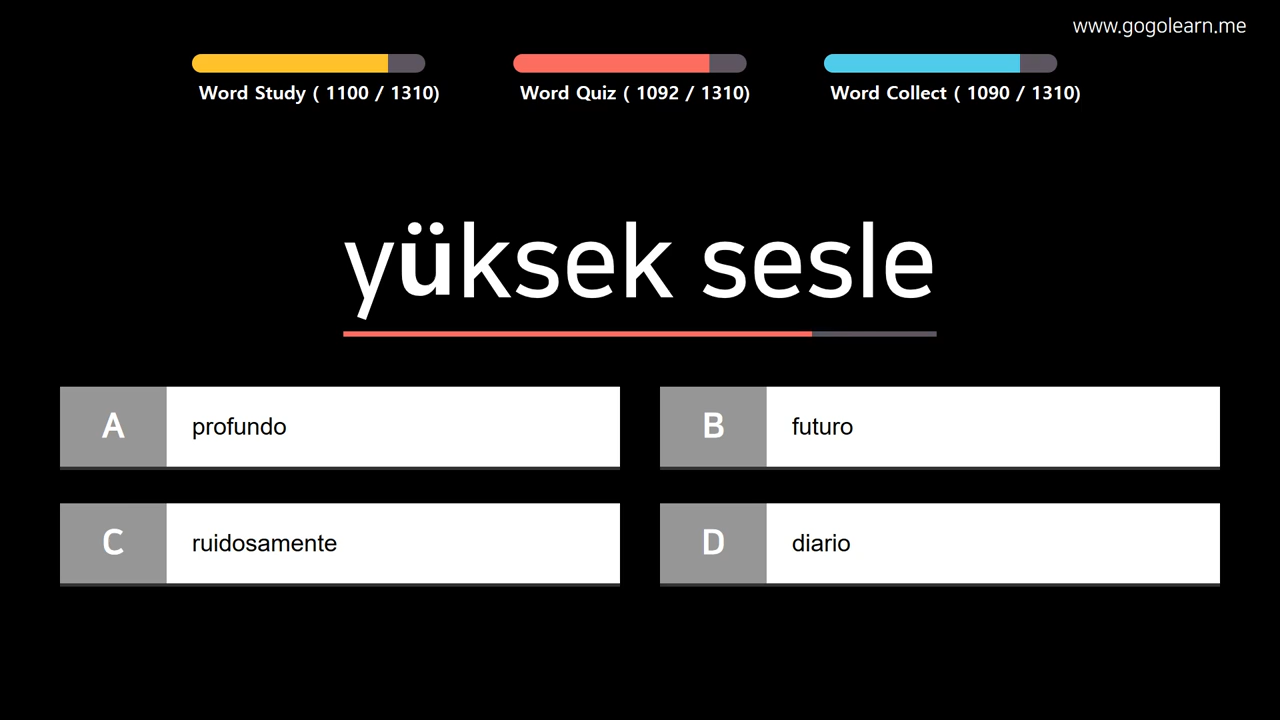 www.gogolearn.me
Word Study ( 1100 / 1310)
Word Quiz ( 1092 / 1310)
Word Collect ( 1090 / 1310)
yüksek sesle
A
profundo
B
futuro
C
ruidosamente
D
diario